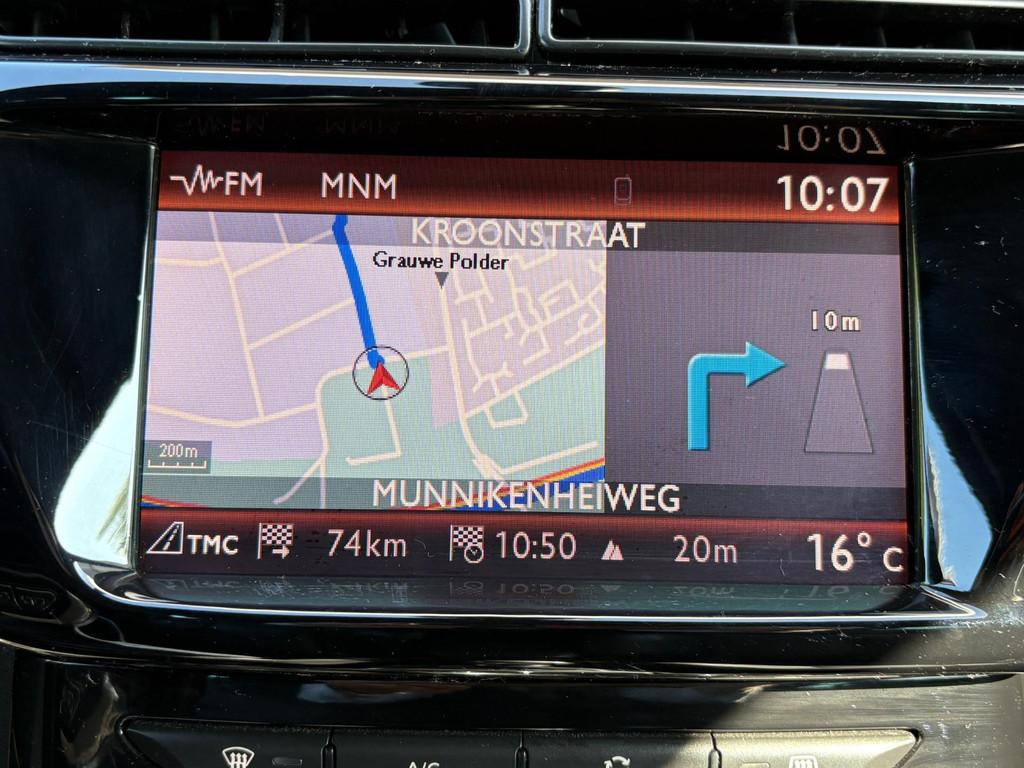 FM MNM 10:07
KROONSTRAAT
Grauwe Polder
10m
200m
MUNNIKENHEIWEG
TMC 74km 10:50 20m 16° C
A/C